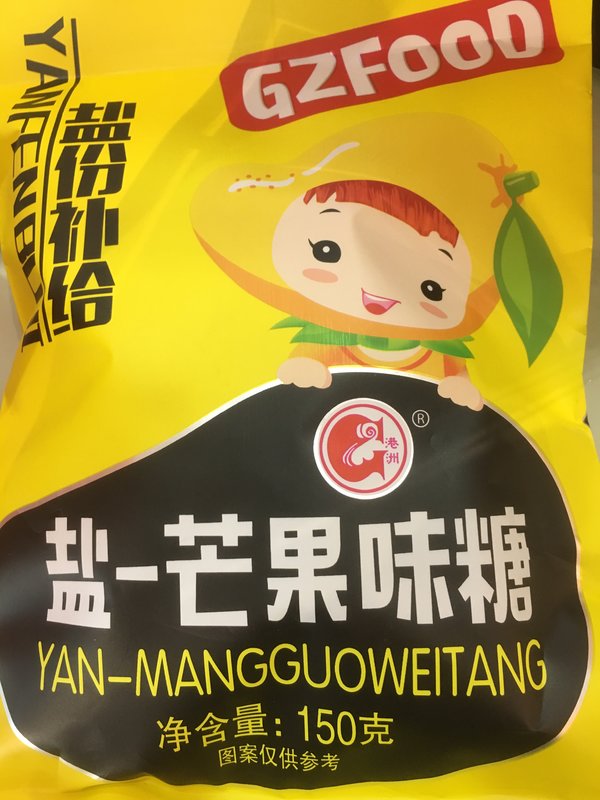 GZFOOD
盐份补给
YANFENBUJI
港洲
®
盐-芒果味糖
YAN-MANGGUOWEITANG
净含量：150克
图案仅供参考